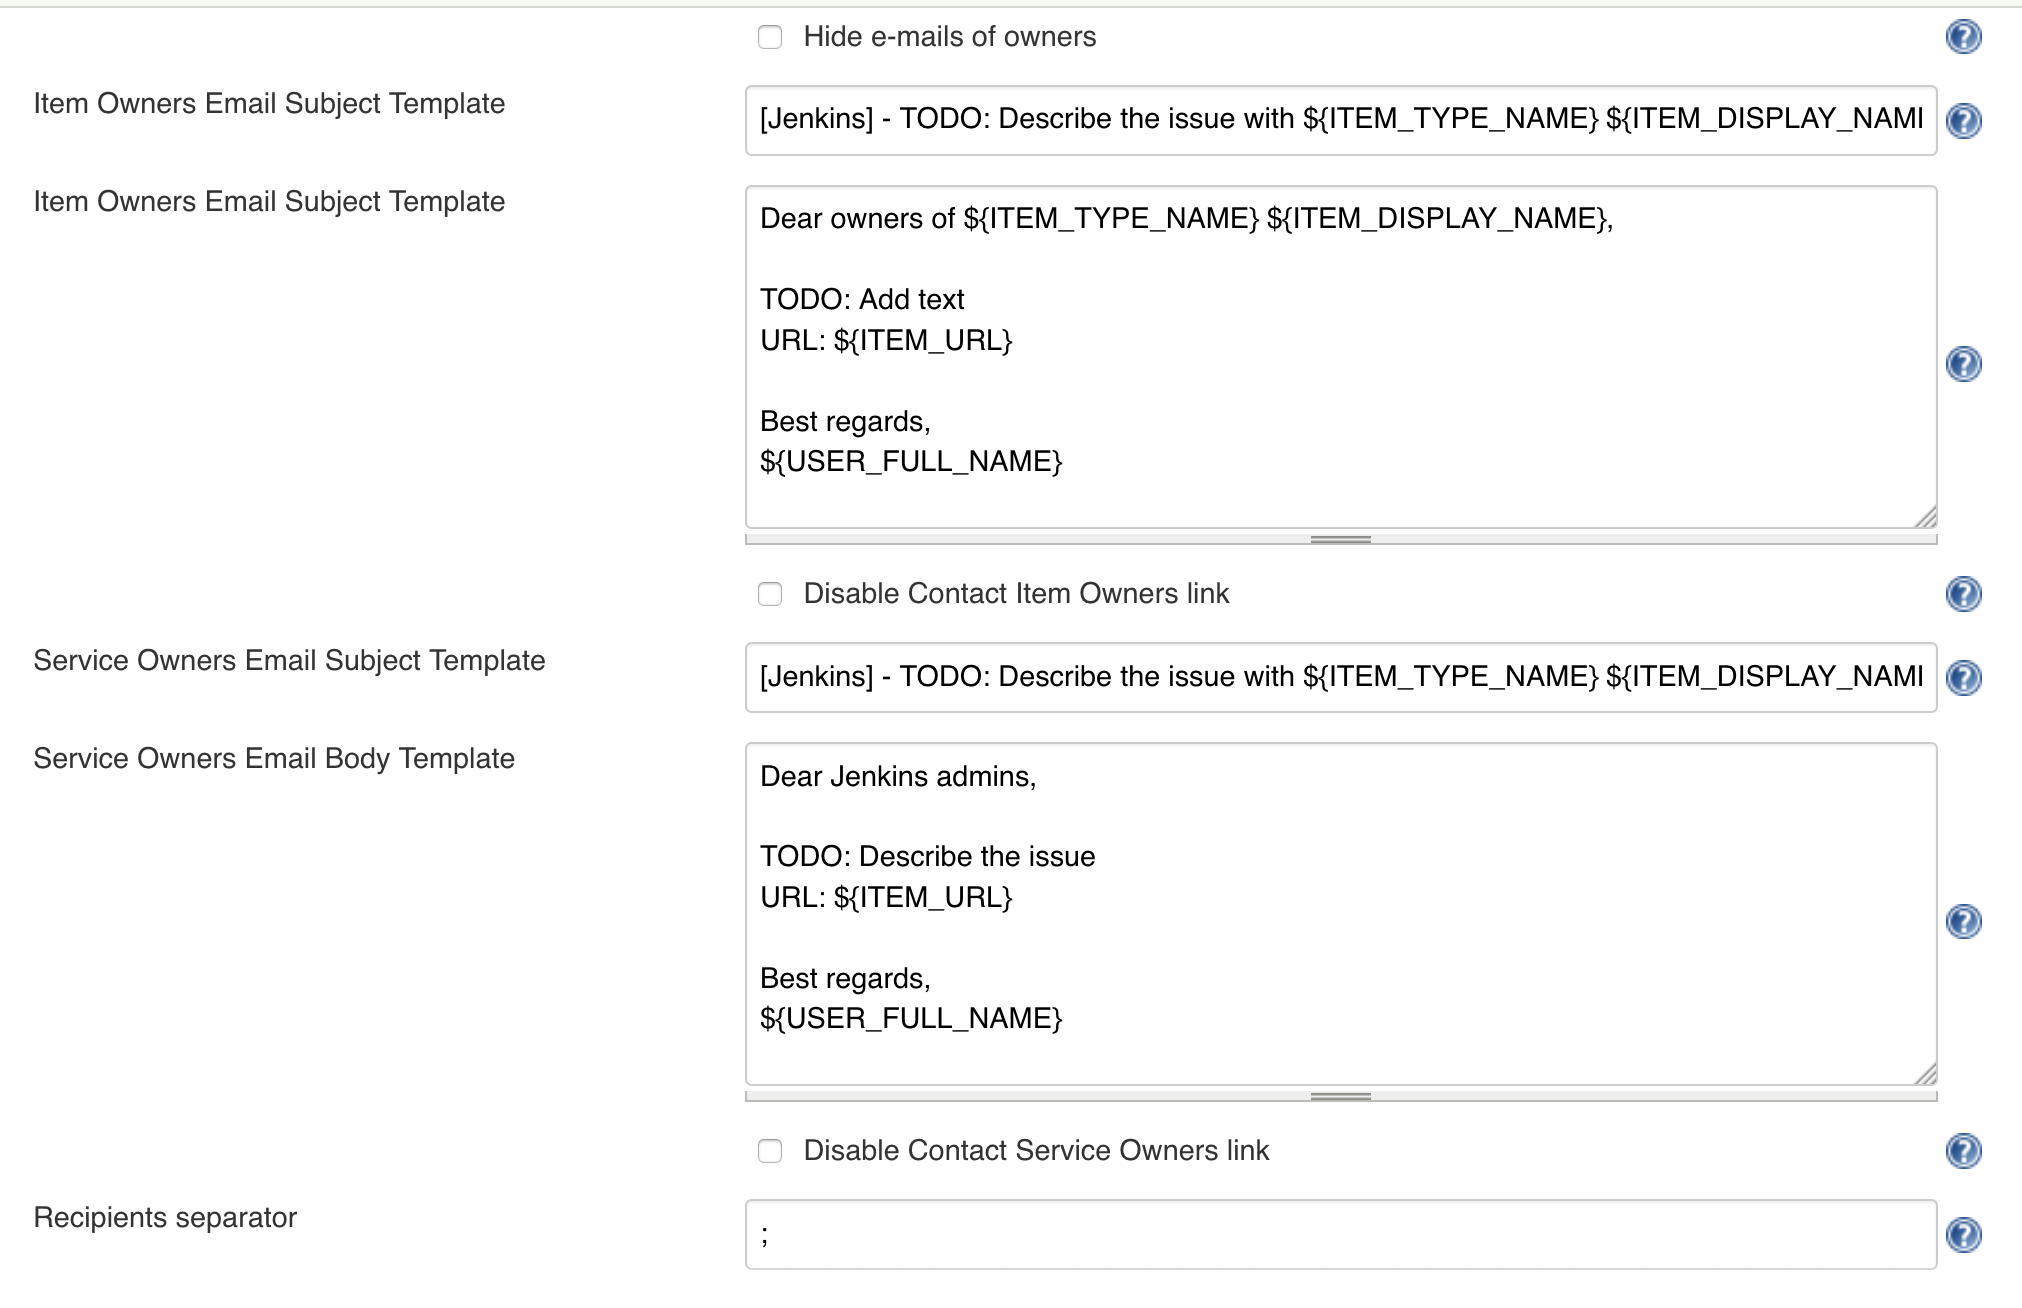 Hide e-mails of owners
Item Owners Email Subject Template
[Jenkins] - TODO: Describe the issue with ${ITEM_TYPE_NAME} ${ITEM_DISPLAY_NAM
Item Owners Email Subject Template
Dear owners of ${ITEM_TYPE_NAME} ${ITEM_DISPLAY_NAME},
TODO: Add text
URL: ${ITEM_URL}
Best regards,
${USER_FULL_NAME}
Disable Contact Item Owners link
Service Owners Email Subject Template
[Jenkins] - TODO: Describe the issue with ${ITEM_TYPE_NAME} ${ITEM_DISPLAY_NAM
Service Owners Email Body Template
Dear Jenkins admins,
TODO: Describe the issue
URL: ${ITEM_URL}
Best regards,
${USER_FULL_NAME}
Disable Contact Service Owners link
Recipients separator
;